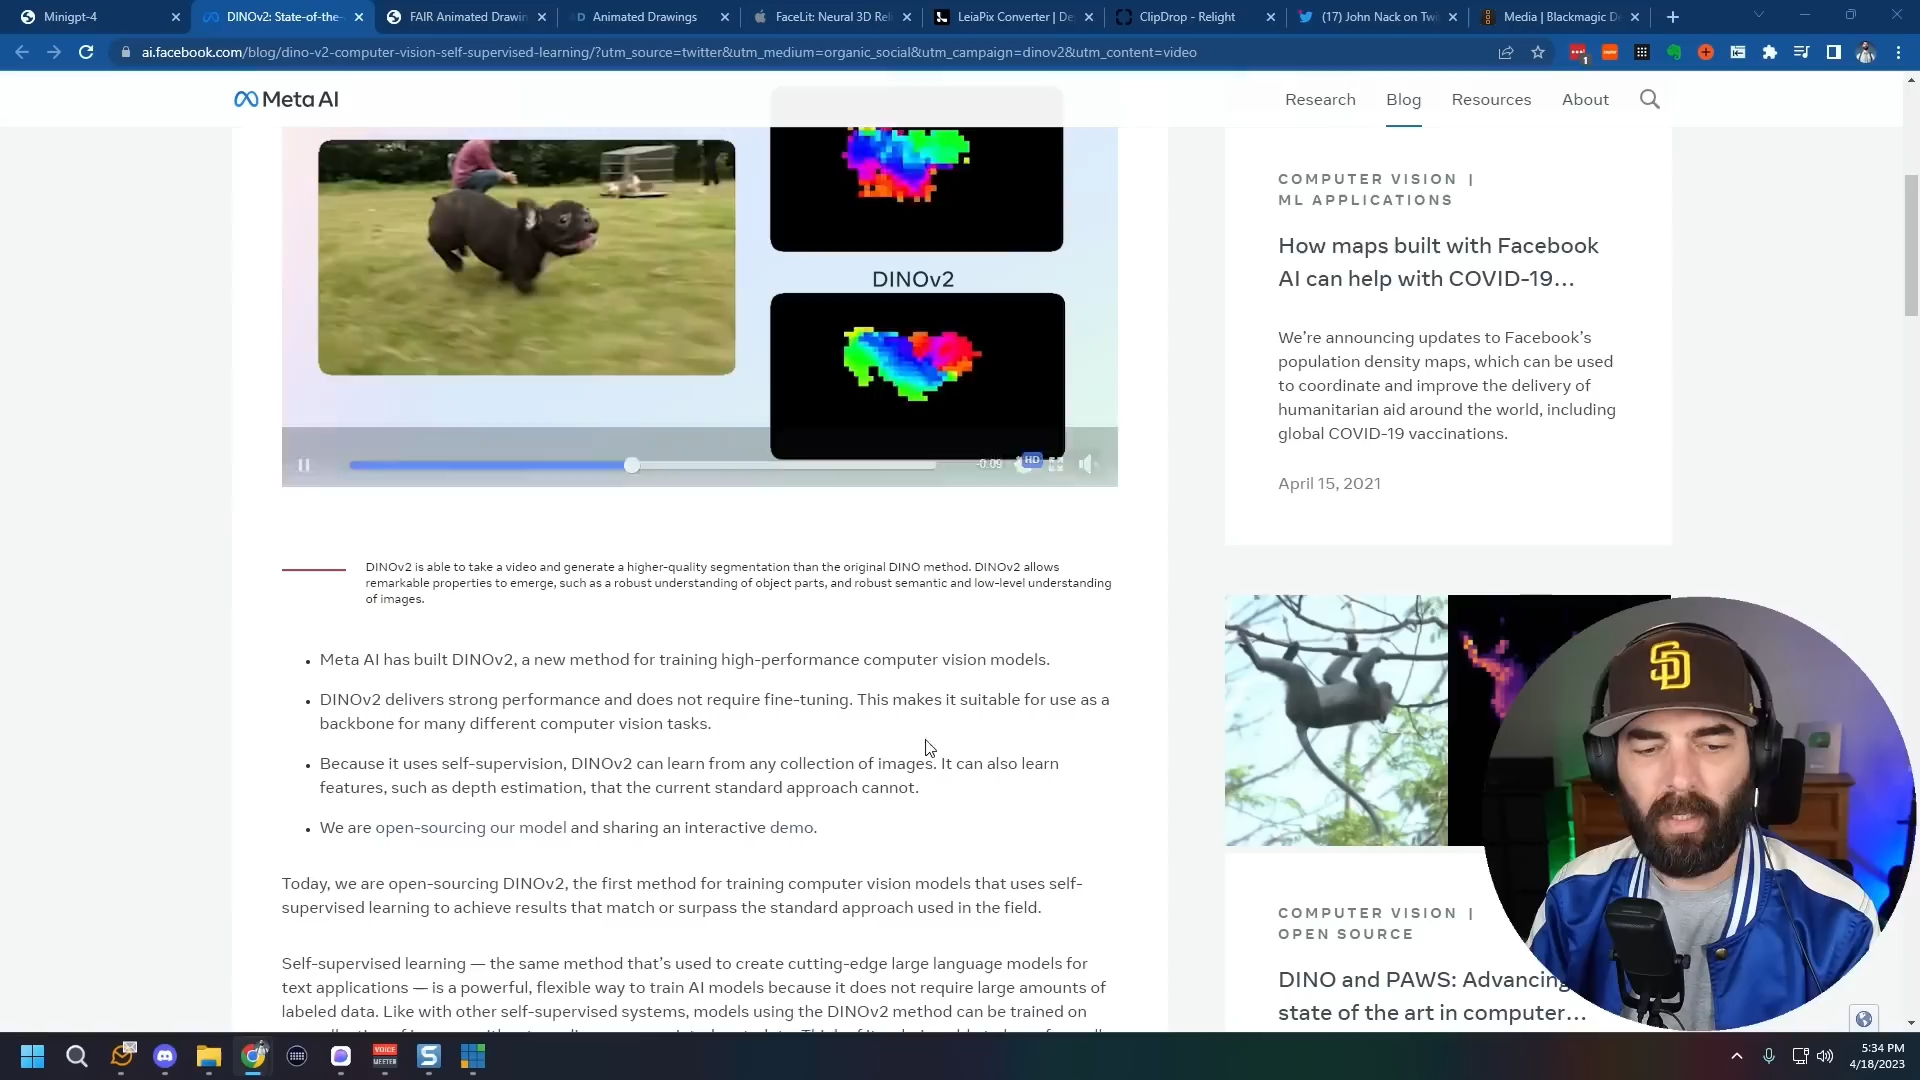 Minigpt-4
DINOv2: State-of-the-
FAIR Animated Drawin
Animated Drawings
FaceLit: Neural 3D Reli
LeiaPix Converter | De
ClipDrop - Relight
(17) John Nack on Twi
Media | Blackmagic De
ai.facebook.com/blog/dino-v2-computer-vision-self-supervised-learning/?utm_source=twitter&utm_medium=organic_social&utm_campaign=dinov2&utm_content=video
Meta AI
Research
Blog
Resources
About
DINOv2
-0:09
HD
DINOv2 is able to take a video and generate a higher-quality segmentation than the original DINO method. DINOv2 allows
remarkable properties to emerge, such as a robust understanding of object parts, and robust semantic and low-level understanding
of images.
• Meta AI has built DINOv2, a new method for training high-performance computer vision models.
• DINOv2 delivers strong performance and does not require fine-tuning. This makes it suitable for use as a
backbone for many different computer vision tasks.
• Because it uses self-supervision, DINOv2 can learn from any collection of images. It can also learn
features, such as depth estimation, that the current standard approach cannot.
• We are open-sourcing our model and sharing an interactive demo.
Today, we are open-sourcing DINOv2, the first method for training computer vision models that uses self-
supervised learning to achieve results that match or surpass the standard approach used in the field.
Self-supervised learning — the same method that's used to create cutting-edge large language models for
text applications — is a powerful, flexible way to train AI models because it does not require large amounts of
labeled data. Like with other self-supervised systems, models using the DINOv2 method can be trained on
COMPUTER VISION |
ML APPLICATIONS
How maps built with Facebook
AI can help with COVID-19...
We're announcing updates to Facebook's
population density maps, which can be used
to coordinate and improve the delivery of
humanitarian aid around the world, including
global COVID-19 vaccinations.
April 15, 2021
COMPUTER VISION |
OPEN SOURCE
DINO and PAWS: Advancing
state of the art in computer...
SD
VOICE
MEETER
5:34 PM
4/18/2023